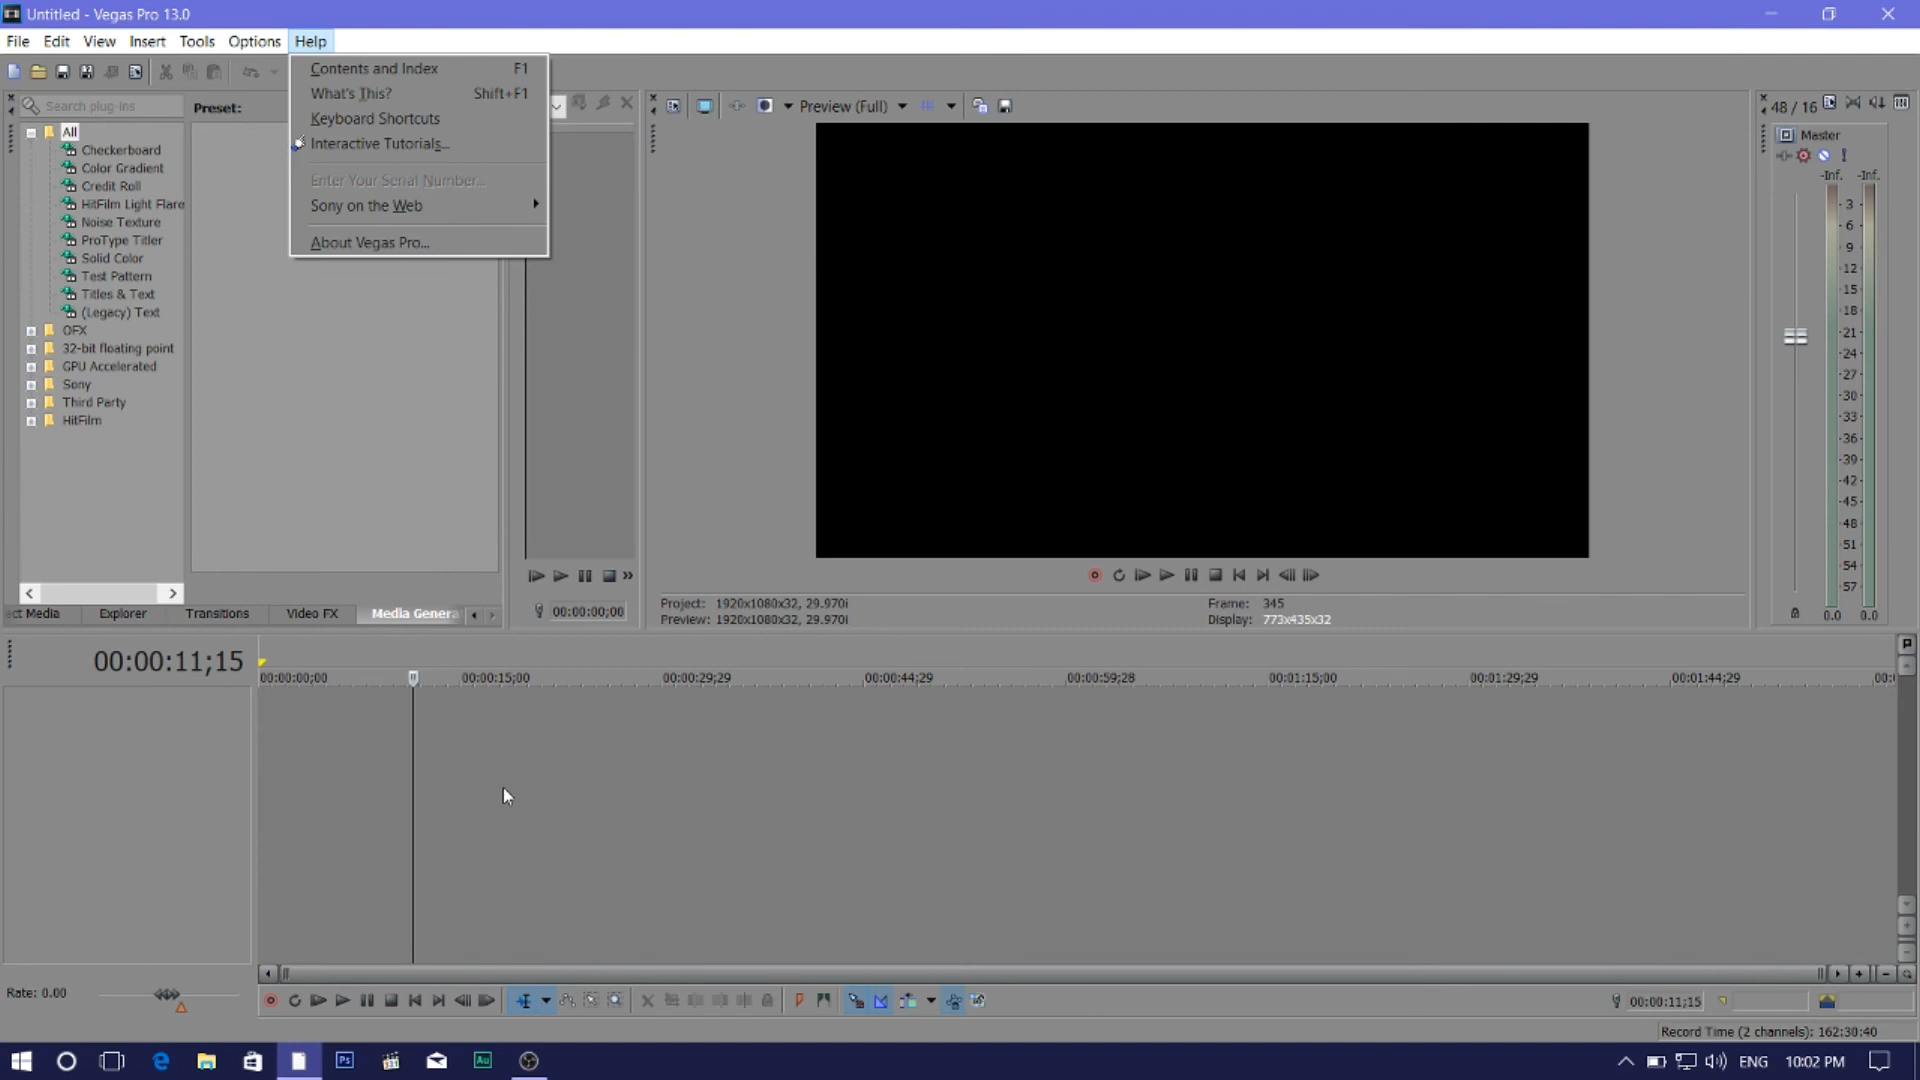 Untitled - Vegas Pro 13.0
File Edit View Insert Tools Options Help
Contents and Index F1
What's This? Shift+F1
Keyboard Shortcuts
Interactive Tutorials...
Enter Your Serial Number...
Sony on the Web
About Vegas Pro...
Search plug-ins
Preset:
All
Checkerboard
Color Gradient
Credit Roll
HitFilm Light Flare
Noise Texture
ProType Titler
Solid Color
Test Pattern
Titles & Text
(Legacy) Text
OFX
32-bit floating point
GPU Accelerated
Sony
Third Party
HitFilm
ect Media Explorer Transitions Video FX Media Genera
00:00:00;00
Preview (Full)
Project: 1920x1080x32, 29.970i
Preview: 1920x1080x32, 29.970i
Frame: 345
Display: 773x435x32
48 / 16
Master
-Inf. -Inf.
3
6
9
12
15
18
21
24
27
30
33
36
39
42
45
48
51
54
57
0.0 0.0
00:00:11;15
00:00:00;00 00:00:15;00 00:00:29;29 00:00:44;29 00:00:59;28 00:01:15;00 00:01:29;29 00:01:44;29 00:0
Rate: 0.00
00:00:11;15
Record Time (2 channels): 162:30:40
Ps Au
ENG 10:02 PM